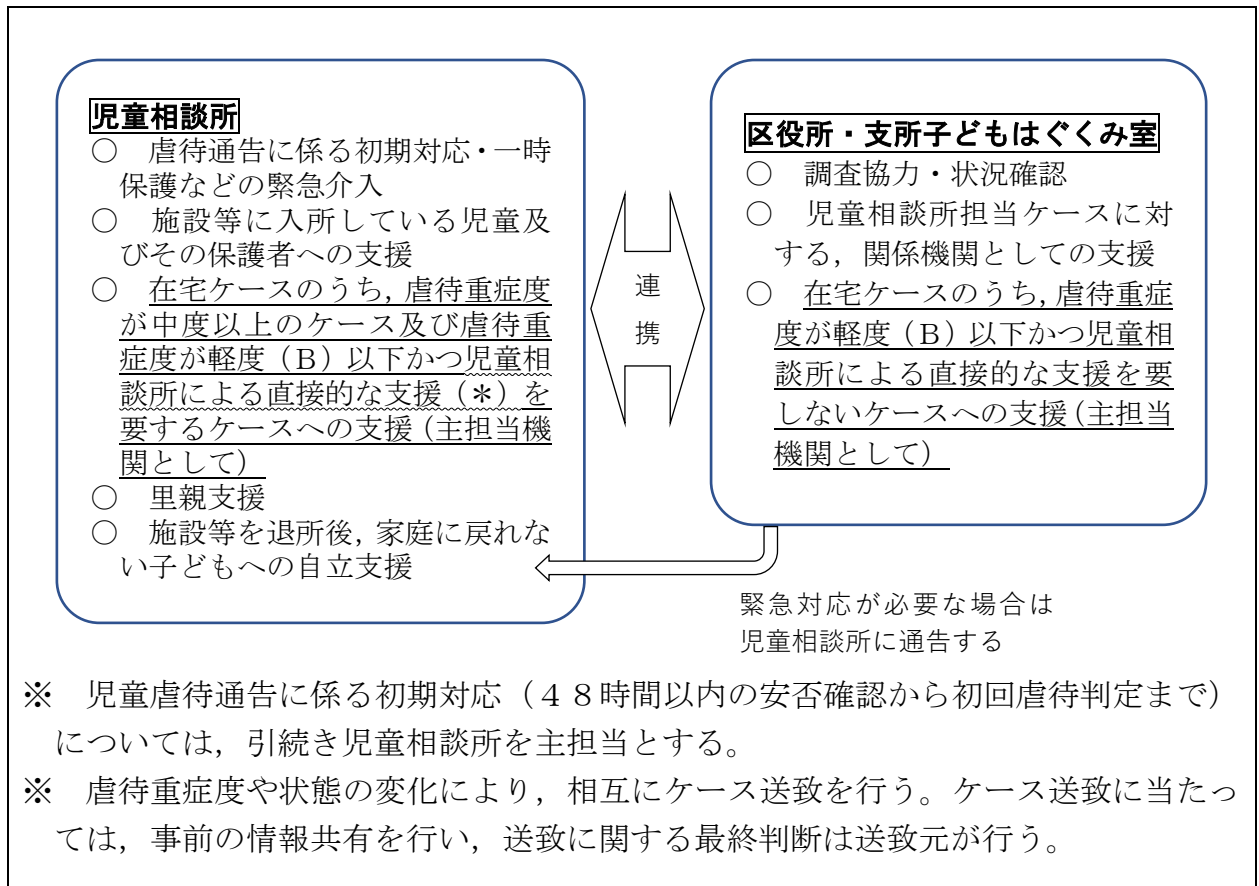 児童相談所
○ 虐待通告に係る初期対応・一時
保護などの緊急介入
○ 施設等に入所している児童及
びその保護者への支援
○ 在宅ケースのうち,虐待重症度
が中度以上のケース及び虐待重
症度が軽度(B)以下かつ児童相
談所による直接的な支援(*)を
要するケースへの支援(主担当機
関として)
○ 里親支援
○ 施設等を退所後,家庭に戻れな
い子どもへの自立支援
連
携
区役所・支所子どもはぐくみ室
○ 調査協力・状況確認
○ 児童相談所担当ケースに対
する,関係機関としての支援
○ 在宅ケースのうち,虐待重症
度が軽度(B)以下かつ児童相
談所による直接的な支援を要
しないケースへの支援(主担当
機関として)
緊急対応が必要な場合は
児童相談所に通告する
※ 児童虐待通告に係る初期対応(48時間以内の安否確認から初回虐待判定まで)
については,引続き児童相談所を主担当とする。
※ 虐待重症度や状態の変化により,相互にケース送致を行う。ケース送致に当たっ
ては,事前の情報共有を行い,送致に関する最終判断は送致元が行う。